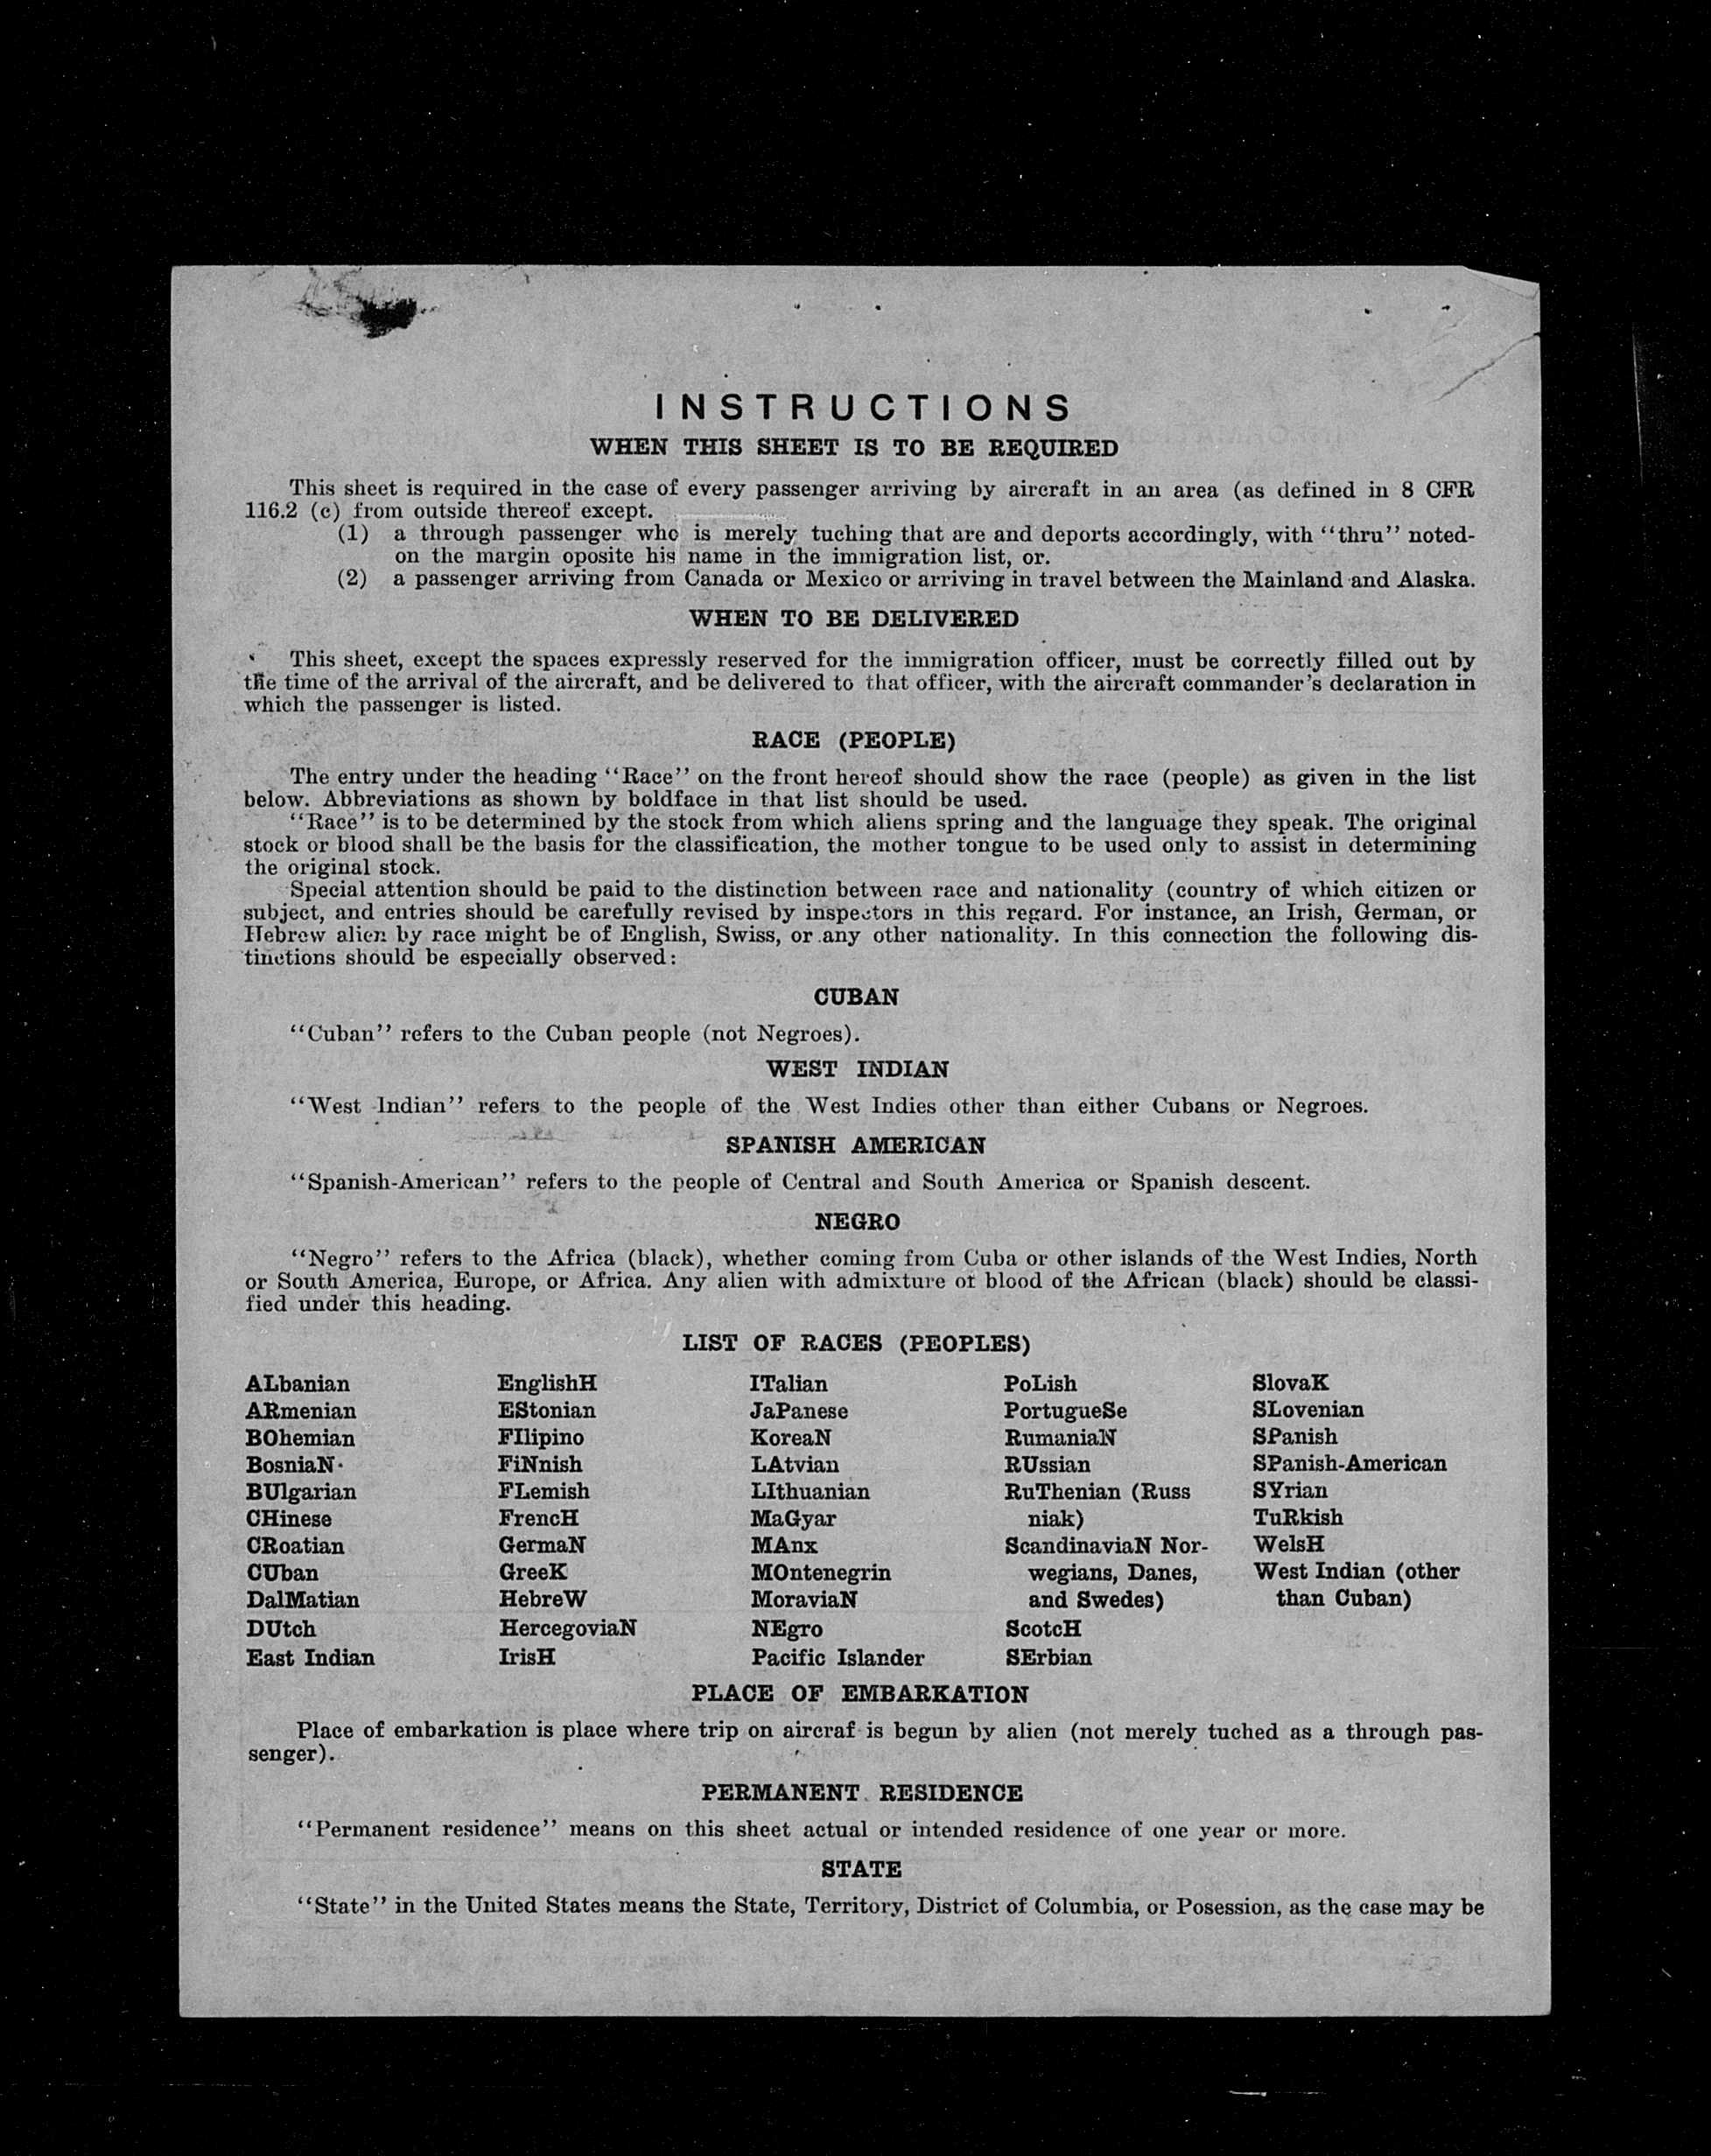 INSTRUCTIONS
WHEN THIS SHEET IS TO BE REQUIRED
This sheet is required in the case of every passenger arriving by aircraft in an area (as defined in 8 CFR
116.2 (c) from outside thereof except.
(1) a through passenger who is merely tuching that are and deports accordingly, with "thru" noted-
on the margin oposite his name in the immigration list, or.
(2) a passenger arriving from Canada or Mexico or arriving in travel between the Mainland and Alaska.
WHEN TO BE DELIVERED
This sheet, except the spaces expressly reserved for the immigration officer, must be correctly filled out by
the time of the arrival of the aircraft, and be delivered to that officer, with the aircraft commander's declaration in
which the passenger is listed.
RACE (PEOPLE)
The entry under the heading "Race" on the front hereof should show the race (people) as given in the list
below. Abbreviations as shown by boldface in that list should be used.
"Race" is to be determined by the stock from which aliens spring and the language they speak. The original
stock or blood shall be the basis for the classification, the mother tongue to be used only to assist in determining
the original stock.
Special attention should be paid to the distinction between race and nationality (country of which citizen or
subject, and entries should be carefully revised by inspectors in this regard. For instance, an Irish, German, or
Hebrew alien by race might be of English, Swiss, or any other nationality. In this connection the following dis-
tinctions should be especially observed:
CUBAN
"Cuban" refers to the Cuban people (not Negroes).
WEST INDIAN
"West Indian" refers to the people of the West Indies other than either Cubans or Negroes.
SPANISH AMERICAN
"Spanish-American" refers to the people of Central and South America or Spanish descent.
NEGRO
"Negro" refers to the Africa (black), whether coming from Cuba or other islands of the West Indies, North
or South America, Europe, or Africa. Any alien with admixture of blood of the African (black) should be classi-
fied under this heading.
LIST OF RACES (PEOPLES)
ALbanian
ARmenian
BOhemian
BosniaN
BUlgarian
CHinese
CRoatian
CUban
DalMatian
DUtch
East Indian
EnglishH
EStonian
FIlipino
FiNnish
FLemish
FrencH
GermaN
GreeK
HebreW
HercegoviaN
IrisH
ITalian
JaPanese
KoreaN
LAtvian
LIthuanian
MaGyar
MAnx
MOntenegrin
MoraviaN
NEgro
Pacific Islander
PoLish
PortugueSe
RumaniaN
RUssian
RuThenian (Russ
niak)
ScandinaviaN Nor-
wegians, Danes,
and Swedes)
ScotcH
SErbian
SlovaK
SLovenian
SPanish
SPanish-American
SYrian
TuRkish
WelsH
West Indian (other
than Cuban)
PLACE OF EMBARKATION
Place of embarkation is place where trip on aircraf is begun by alien (not merely tuched as a through pas-
senger).
PERMANENT RESIDENCE
"Permanent residence" means on this sheet actual or intended residence of one year or more.
STATE
"State" in the United States means the State, Territory, District of Columbia, or Posession, as the case may be